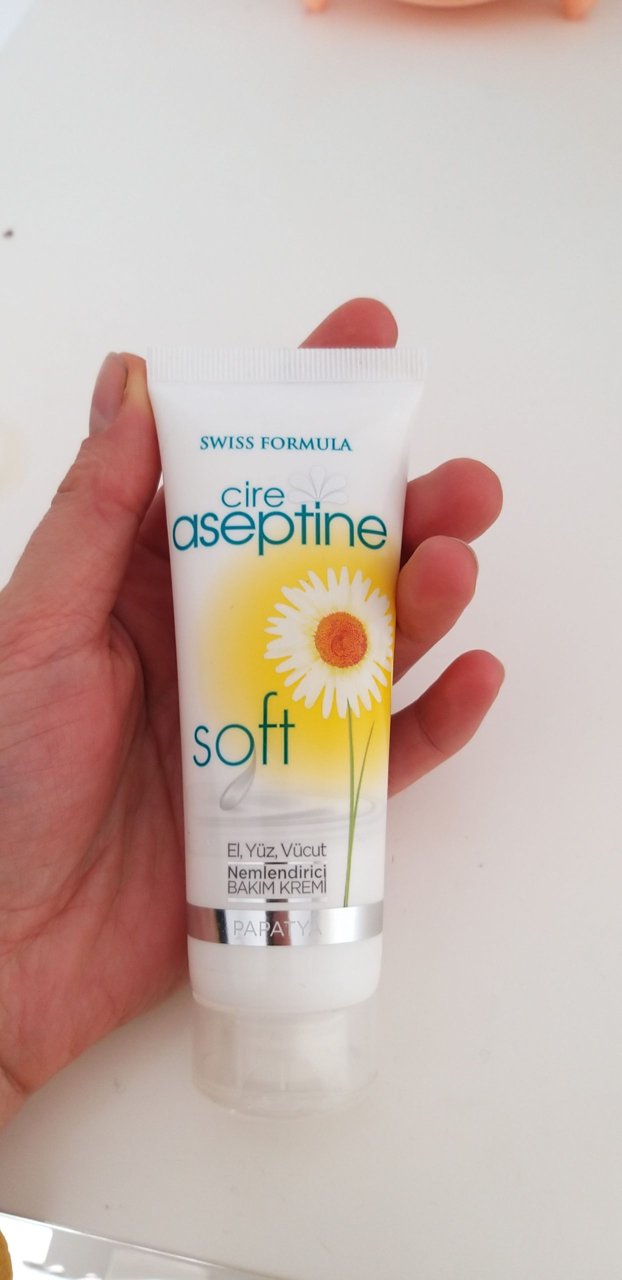 SWISS FORMULA
cire
aseptine
soft
El, Yüz, Vücut
Nemlendirici
BAKIM KREMİ
PAPATYA